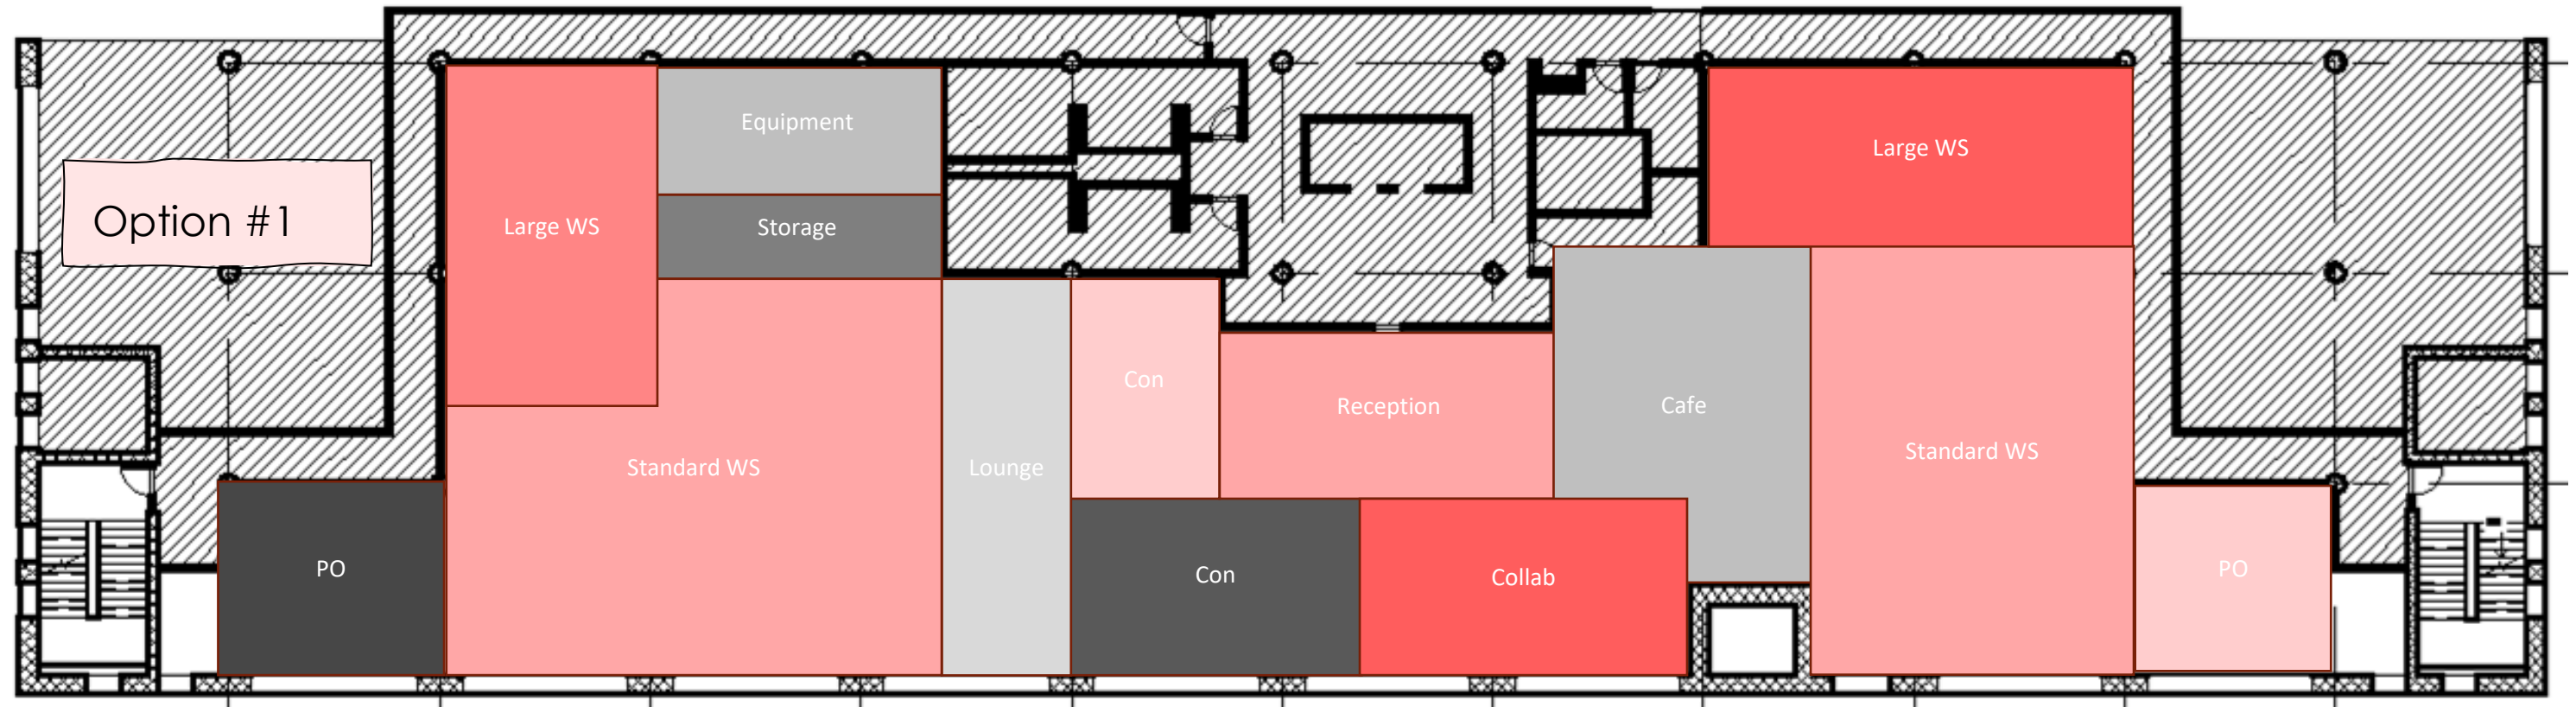 Option #1
Large WS
Equipment
Storage
Standard WS
Lounge
Con
Reception
Cafe
Large WS
Standard WS
PO
Con
Collab
PO